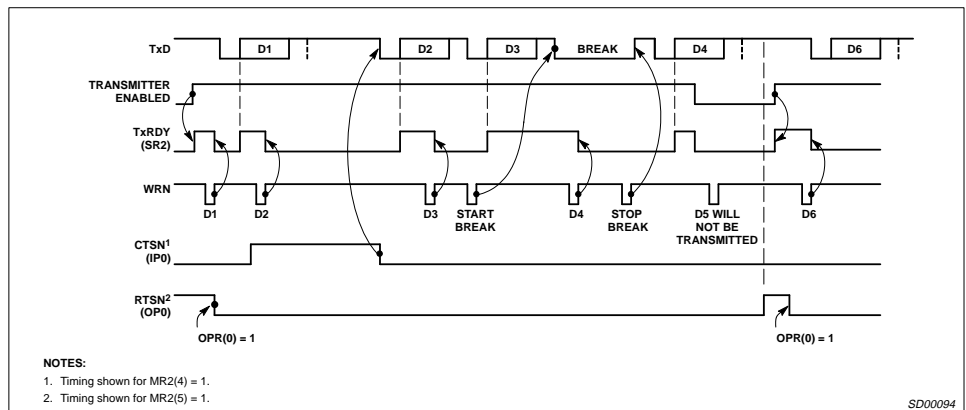 TxD D1 D2 D3 BREAK D4 D6
TRANSMITTER
ENABLED
TxRDY
(SR2)
WRN
D1 D2 D3 START
BREAK D4 STOP
BREAK D5 WILL
NOT BE
TRANSMITTED D6
CTSN1
(IP0)
RTSN2
(OP0)
OPR(0) = 1 OPR(0) = 1
NOTES:
1. Timing shown for MR2(4) = 1.
2. Timing shown for MR2(5) = 1.
SD00094